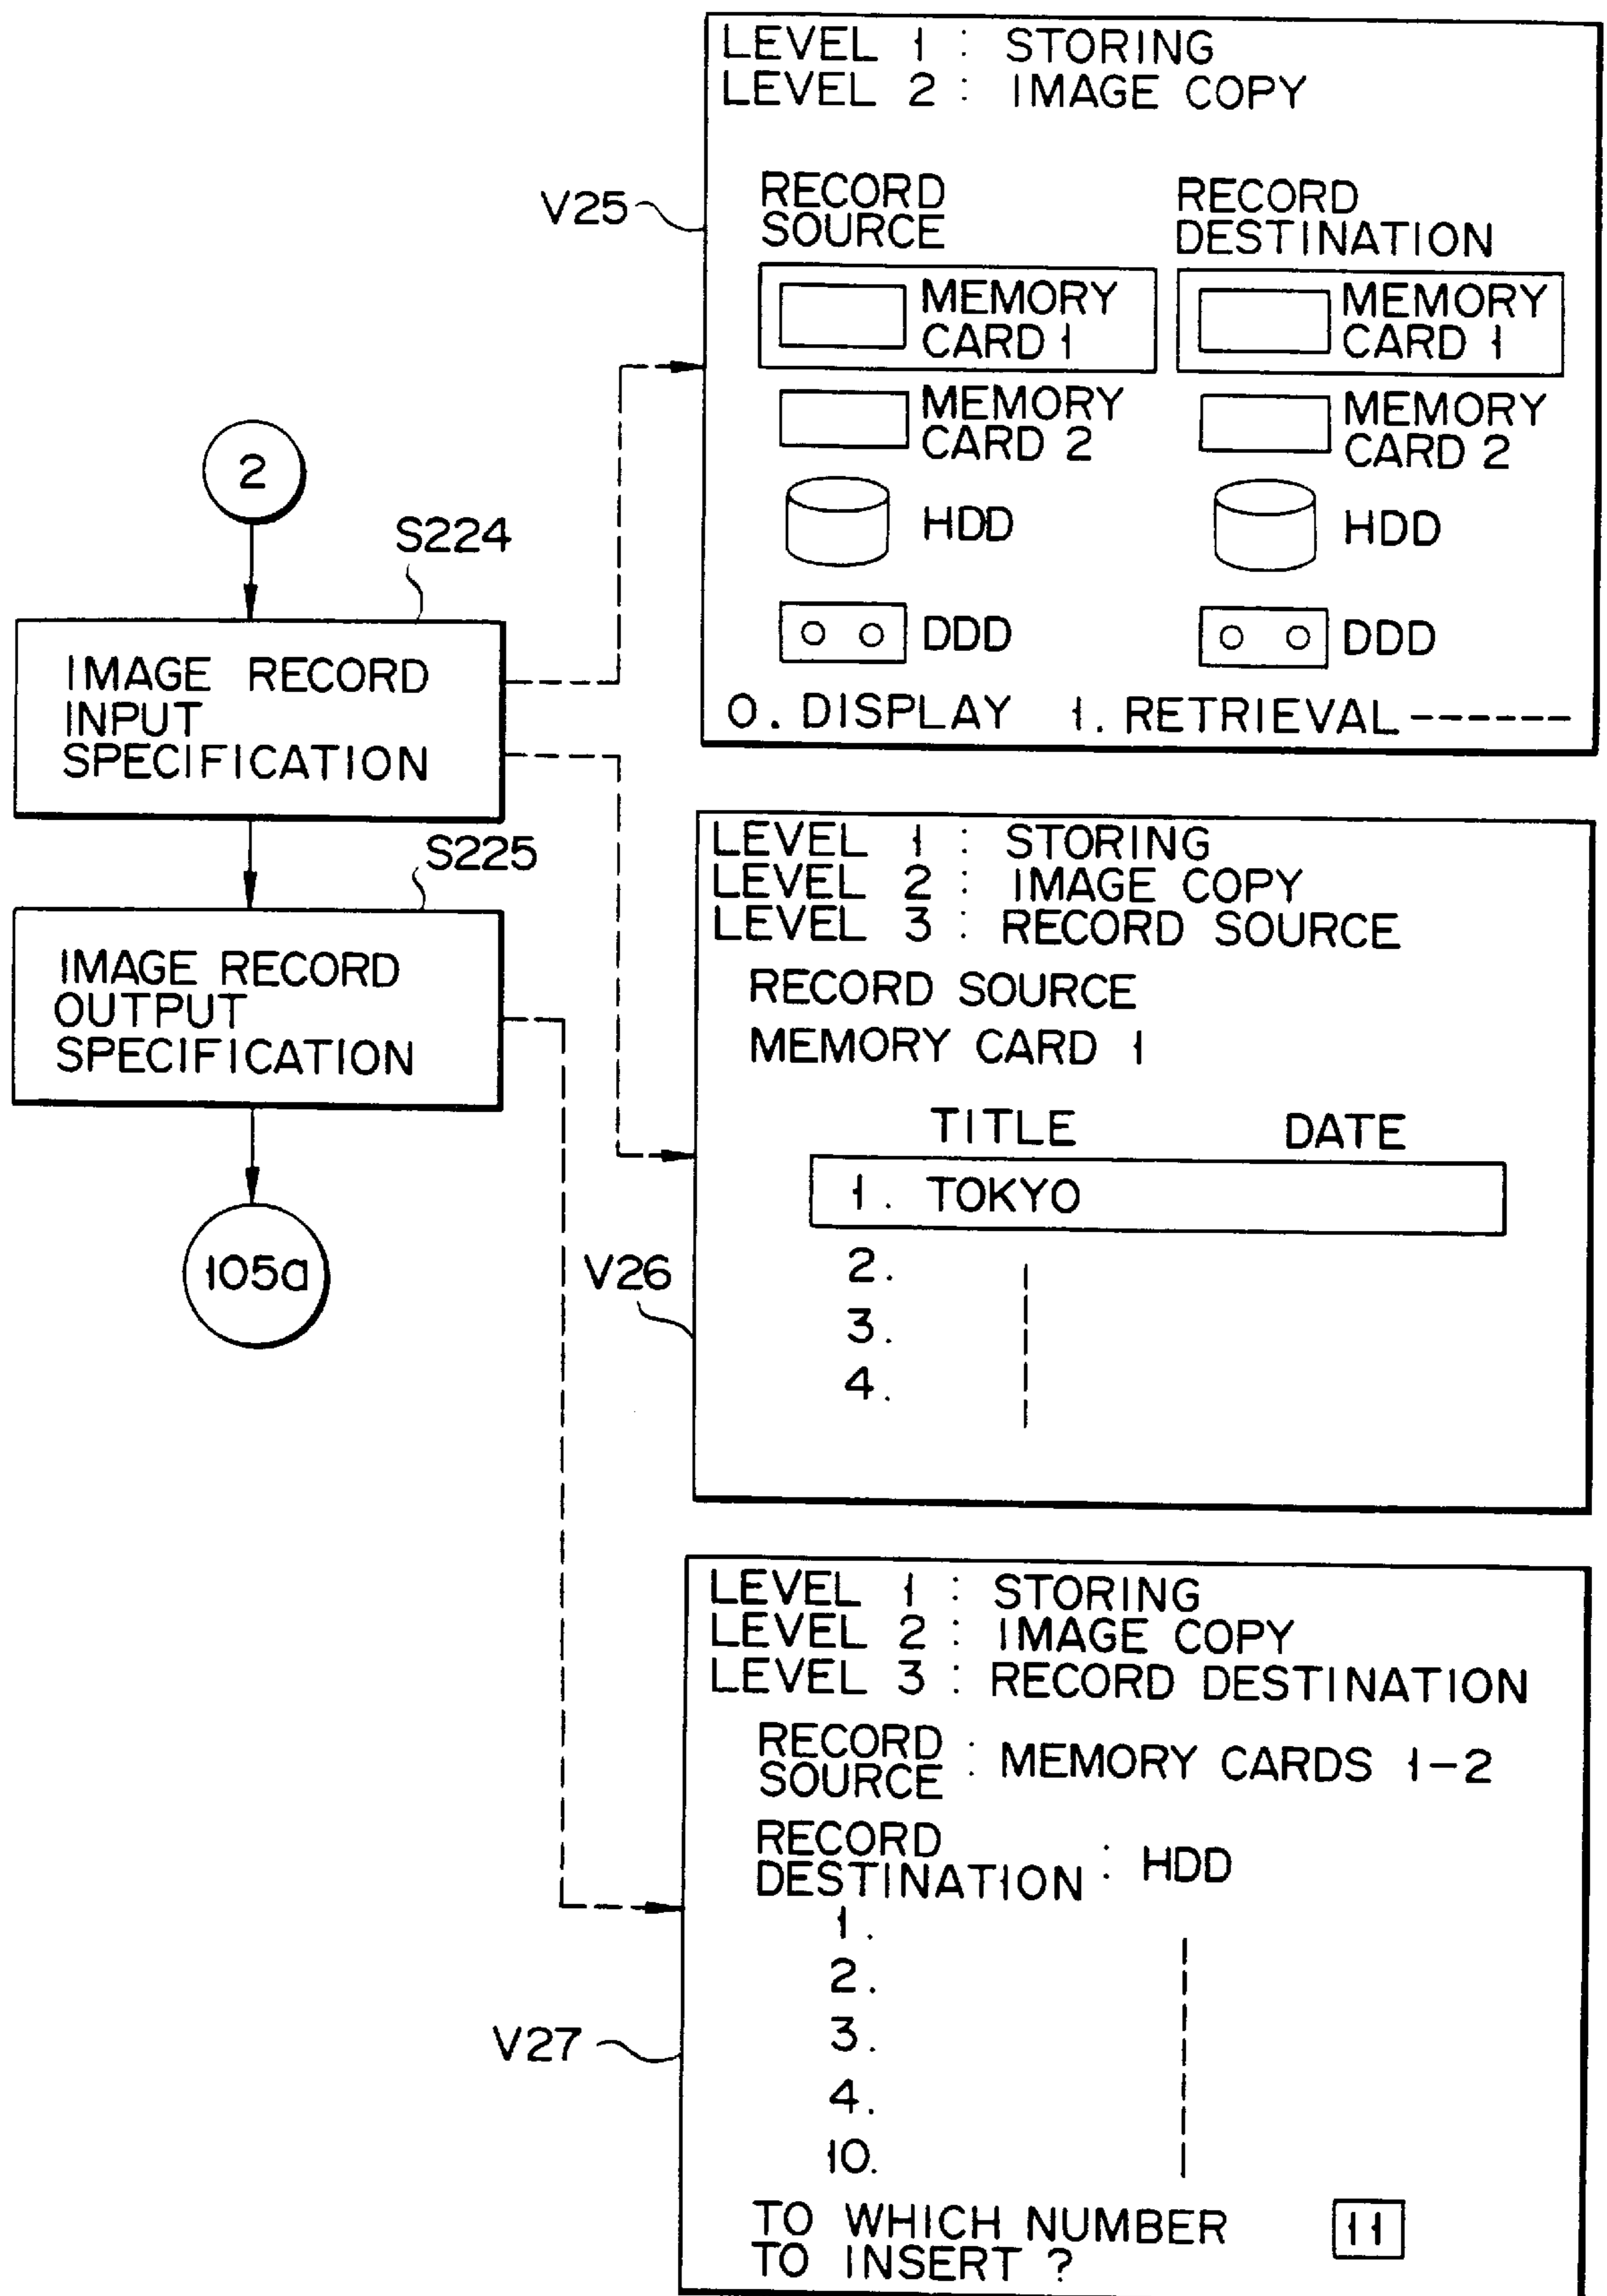 2
S224
IMAGE RECORD
INPUT
SPECIFICATION
S225
IMAGE RECORD
OUTPUT
SPECIFICATION
105a
V25
LEVEL 1 : STORING
LEVEL 2 : IMAGE COPY
RECORD
SOURCE
RECORD
DESTINATION
MEMORY
CARD 1
MEMORY
CARD 1
MEMORY
CARD 2
MEMORY
CARD 2
HDD
HDD
DDD
DDD
0. DISPLAY 1. RETRIEVAL ------
V26
LEVEL 1 : STORING
LEVEL 2 : IMAGE COPY
LEVEL 3 : RECORD SOURCE
RECORD SOURCE
MEMORY CARD 1
TITLE DATE
1. TOKYO
2.
3.
4.
V27
LEVEL 1 : STORING
LEVEL 2 : IMAGE COPY
LEVEL 3 : RECORD DESTINATION
RECORD
SOURCE : MEMORY CARDS 1-2
RECORD
DESTINATION : HDD
1.
2.
3.
4.
10.
TO WHICH NUMBER 11
TO INSERT ?